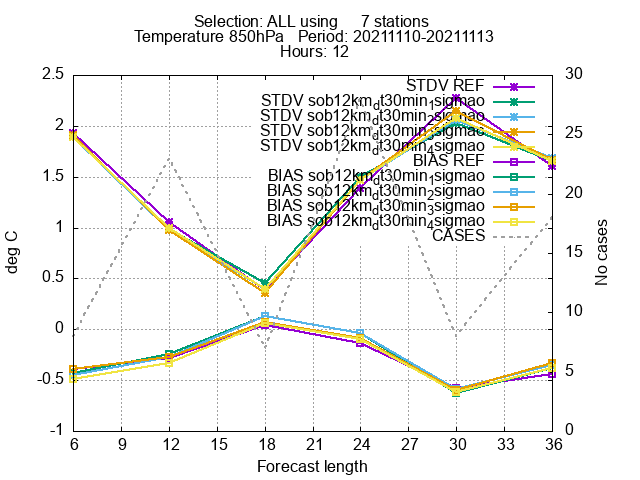 Selection: ALL using 7 stations
Temperature 850hPa Period: 20211110-20211113
Hours: 12
2.5
2
1.5
1
0.5
0
-0.5
-1
30
25
20
15
10
5
0
deg C
No cases
STDV REF
STDV sob12km_dt30min_1sigmao
STDV sob12km_dt30min_2sigmao
STDV sob12km_dt30min_3sigmao
STDV sob12km_dt30min_4sigmao
BIAS REF
BIAS sob12km_dt30min_1sigmao
BIAS sob12km_dt30min_2sigmao
BIAS sob12km_dt30min_3sigmao
BIAS sob12km_dt30min_4sigmao
CASES
6 9 12 15 18 21 24 27 30 33 36
Forecast length